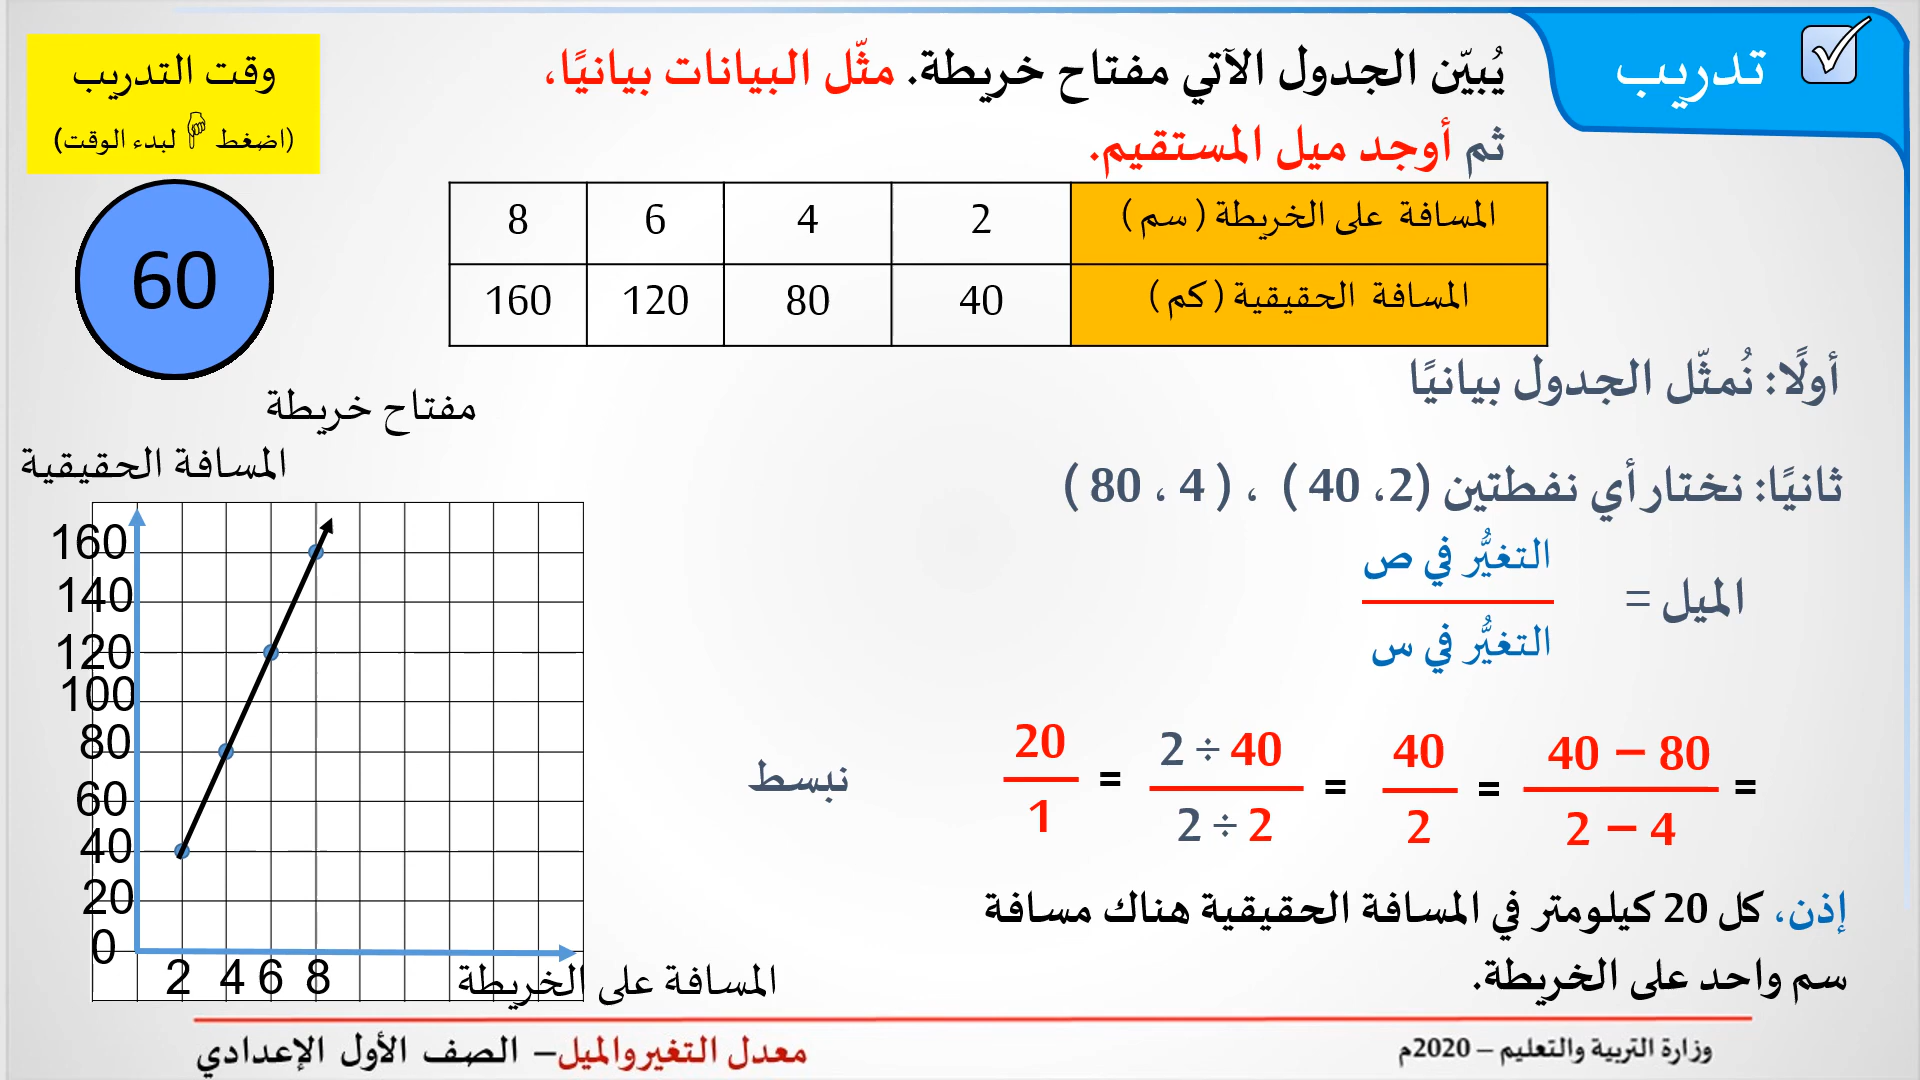 تدريب
يُبيّن الجدول الآتي مفتاح خريطة. مثّل البيانات بيانيًا،
ثم أوجد ميل المستقيم.
وقت التدريب
(اضغط ☟ لبدء الوقت)
60
المسافة على الخريطة (سم) 2 4 6 8
المسافة الحقيقية (كم) 40 80 120 160
أولًا: نُمثّل الجدول بيانيًا
ثانيًا: نختار أي نفطتين (2، 40) ، (4 ، 80)
الميل = التغيُّر في ص
التغيُّر في س
= 80 − 40 = 40 = 40 ÷ 2 = 20
4 − 2 2 2 ÷ 2 1
نبسط
إذن، كل 20 كيلومتر في المسافة الحقيقية هناك مسافة
سم واحد على الخريطة.
مفتاح خريطة
المسافة الحقيقية
160
140
120
100
80
60
40
20
0
2 4 6 8
المسافة على الخريطة
وزارة التربية والتعليم – 2020م
معدل التغير والميل– الصف الأول الإعدادي